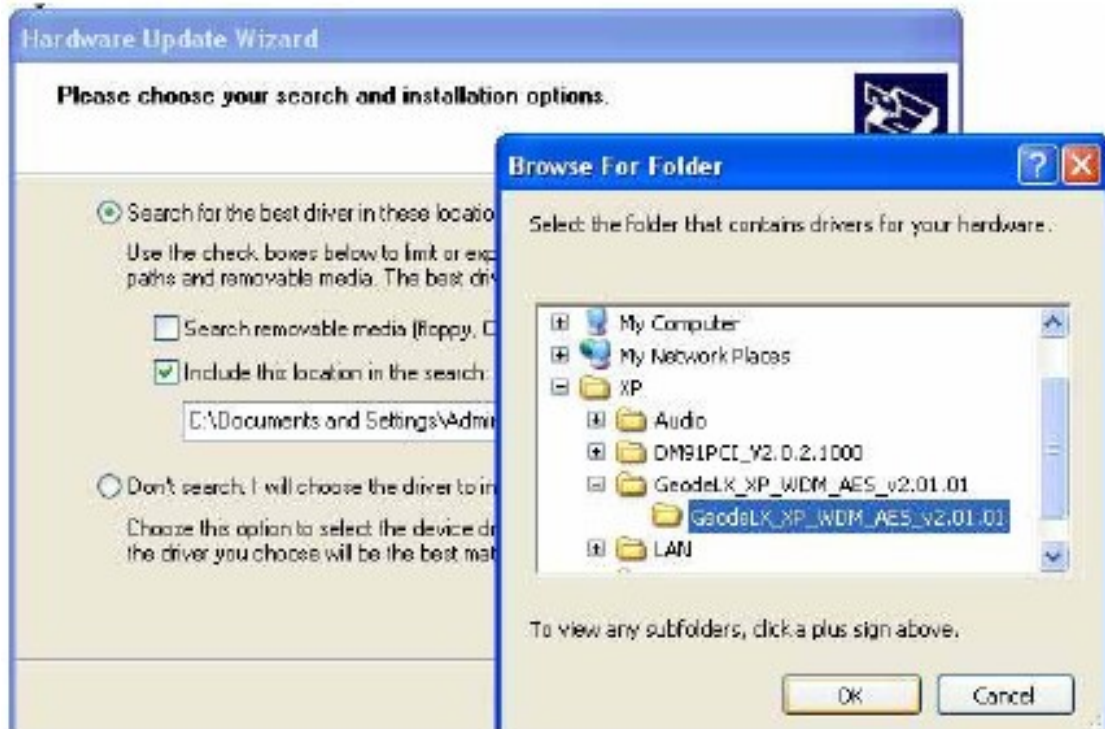 Hardware Update Wizard
Please choose your search and installation options.
Search for the best driver in these locatio
Use the check boxes below to limit or exp
paths and removable media. The best driv
Search removable media (floppy, C
Include this location in the search:
C:\Documents and Settings\Admi
Don't search. I will choose the driver to in
Choose this option to select the device dr
the driver you choose will be the best mat
Browse For Folder
Select the folder that contains drivers for your hardware.
My Computer
My Network Places
XP
Audio
DM91PCI_V2.0.2.1000
GeodeLX_XP_WDM_AES_v2.01.01
GeodeLX_XP_WDM_AES_v2.01.01
LAN
To view any subfolders, click a plus sign above.
OK
Cancel